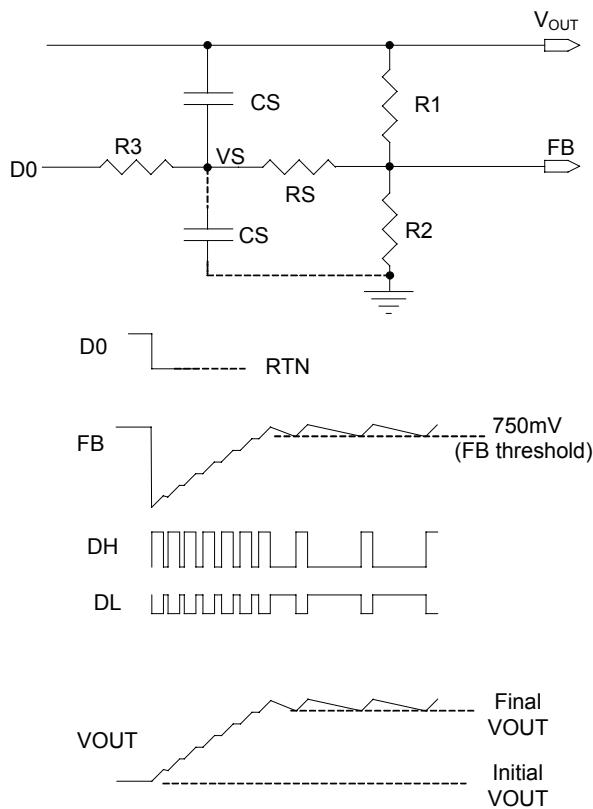 VOUT
CS
R1
R3
VS
FB
D0
RS
CS
R2
D0
RTN
FB
750mV
(FB threshold)
DH
DL
Final
VOUT
VOUT
Initial
VOUT